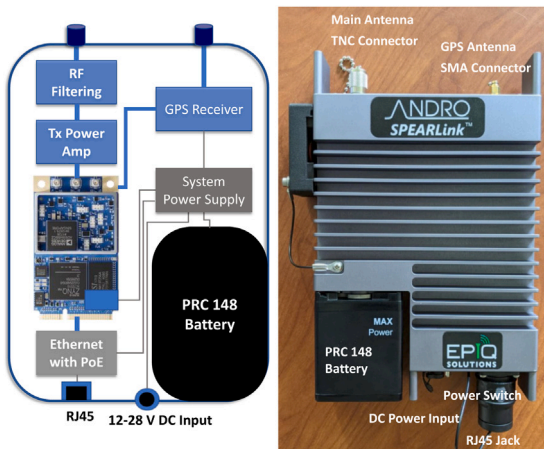 RF
Filtering
Tx Power
Amp
GPS Receiver
System
Power Supply
PRC 148
Battery
Ethernet
with PoE
RJ45
12-28 V DC Input
Main Antenna
TNC Connector
GPS Antenna
SMA Connector
ANDRO
SPEARLink™
MAX
Power
PRC 148
Battery
EPIQ
SOLUTIONS
Power Switch
DC Power Input
RJ45 Jack